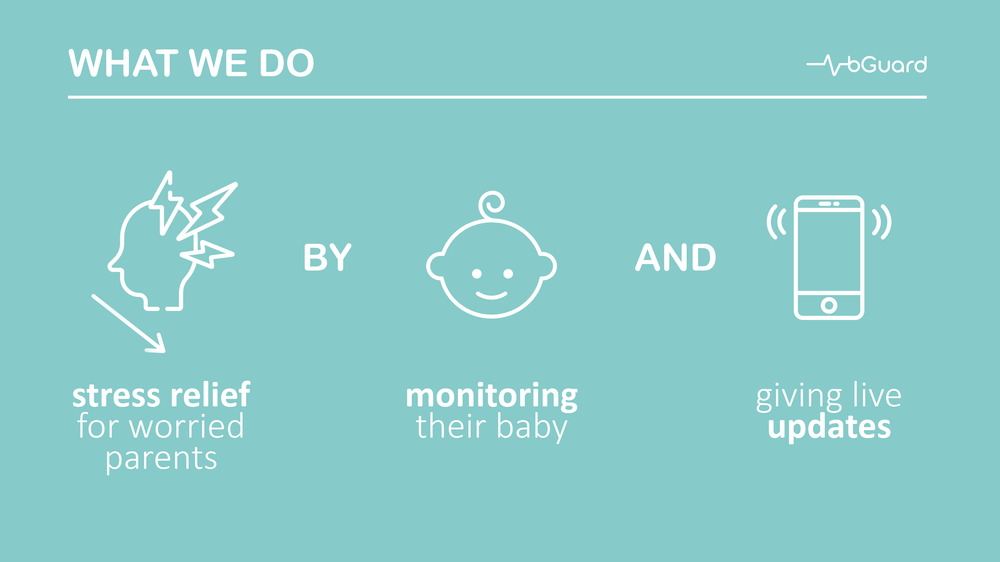 WHAT WE DO
bGuard
BY
AND
stress relief
for worried
parents
monitoring
their baby
giving live
updates